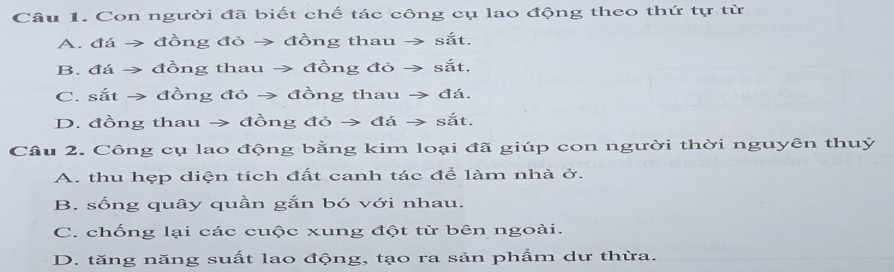 Câu 1. Con người đã biết chế tác công cụ lao động theo thứ tự từ
A. đá → đồng đỏ → đồng thau → sắt.
B. đá → đồng thau → đồng đỏ → sắt.
C. sắt → đồng đỏ → đồng thau → đá.
D. đồng thau → đồng đỏ → đá → sắt.
Câu 2. Công cụ lao động bằng kim loại đã giúp con người thời nguyên thuỷ
A. thu hẹp diện tích đất canh tác để làm nhà ở.
B. sống quây quần gắn bó với nhau.
C. chống lại các cuộc xung đột từ bên ngoài.
D. tăng năng suất lao động, tạo ra sản phẩm dư thừa.